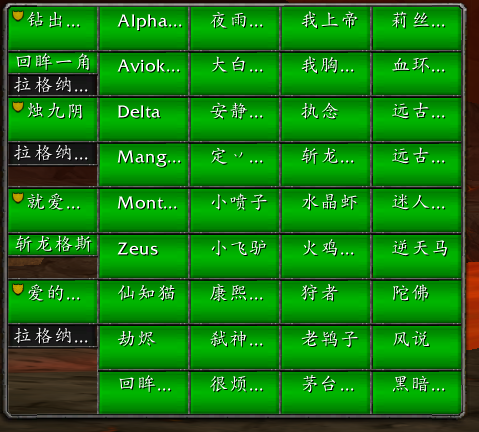 钻出... Alpha... 夜雨... 我上帝 莉丝...
回眸一角 Aviok... 大白... 我胸... 血环...
拉格纳...
烛九阴 Delta 安静... 执念 远古...
拉格纳... Mang... 定丷... 斩龙... 远古...
就爱... Mont... 小喷子 水晶虾 迷人...
斩龙格斯 Zeus 小飞驴 火鸡... 逆天马
爱的... 仙知猫 康熙... 狩者 陀佛
拉格纳... 劫烬 弑神... 老鸭子 风说
回眸... 很烦... 茅台... 黑暗...